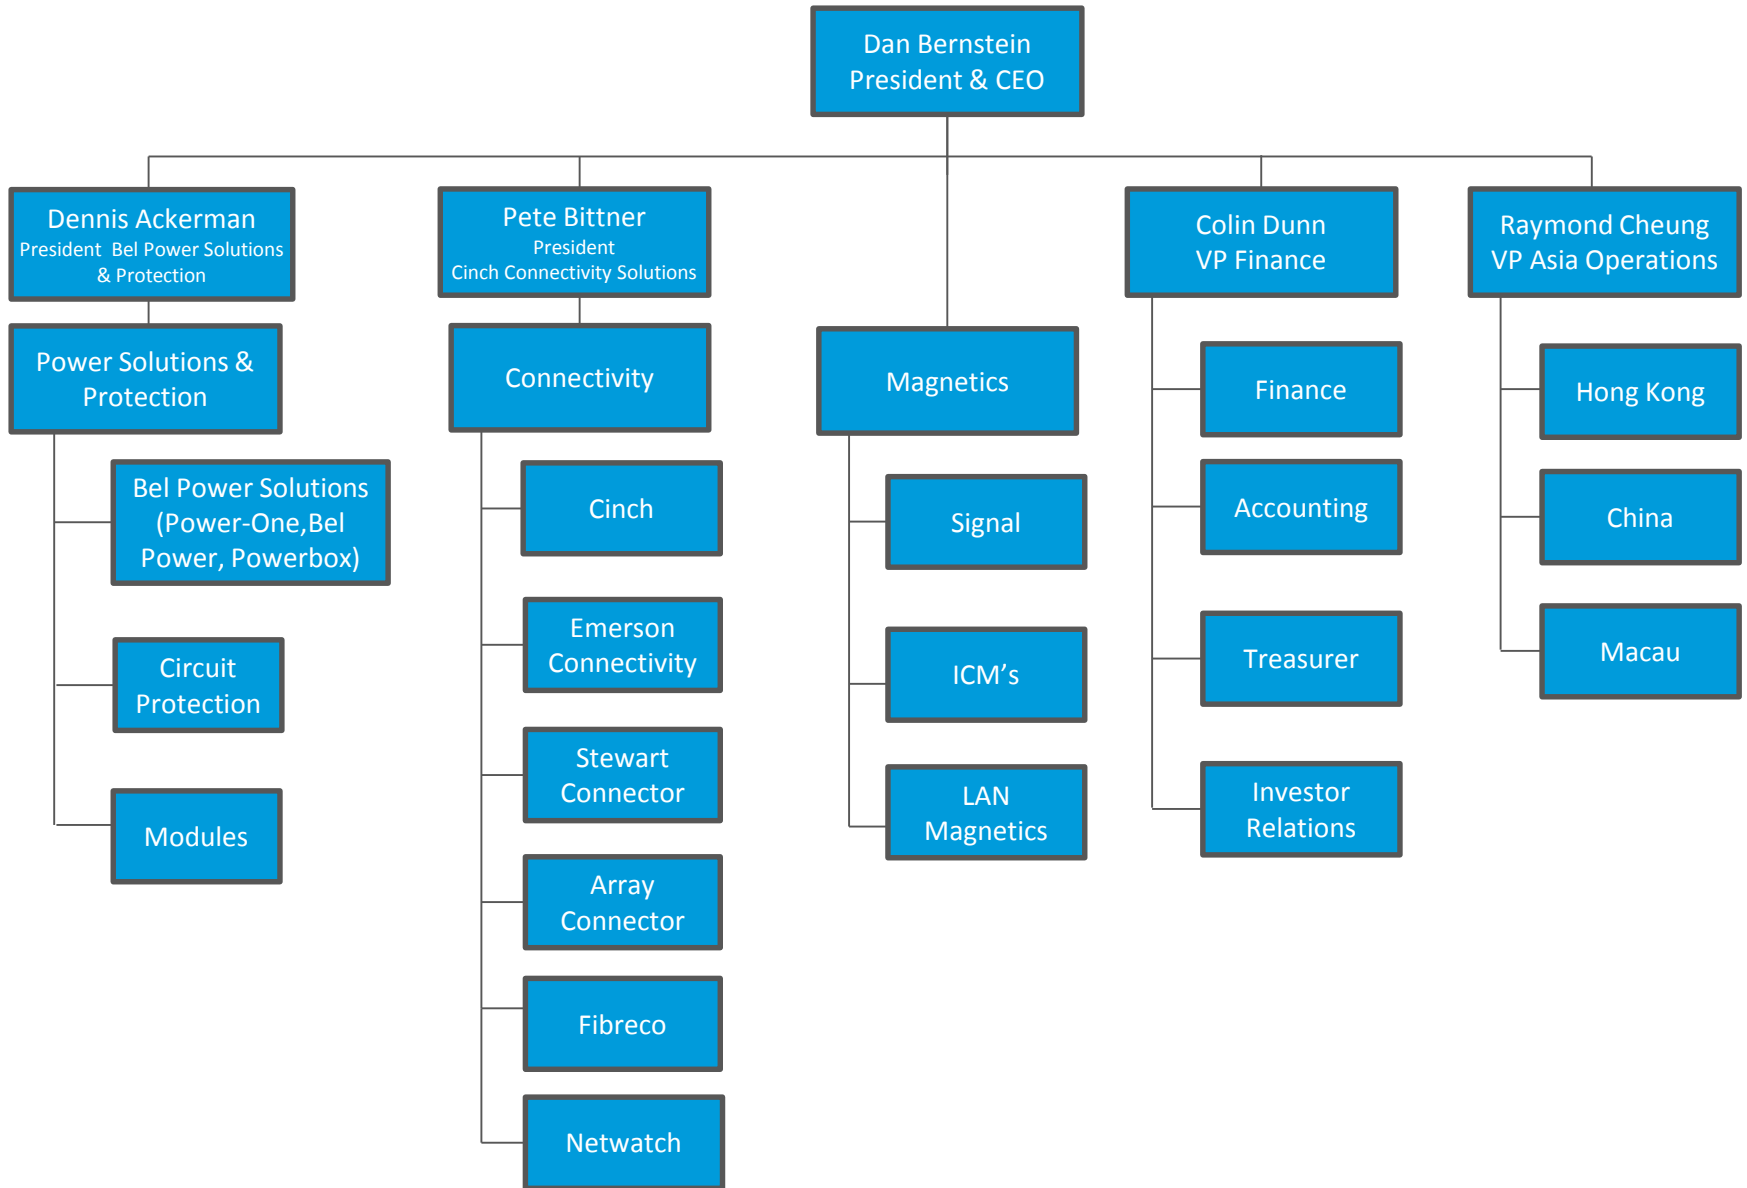 Dan Bernstein
President & CEO
Dennis Ackerman
President  Bel Power Solutions
& Protection
Pete Bittner
President
Cinch Connectivity Solutions
Colin Dunn
VP Finance
Raymond Cheung
VP Asia Operations
Power Solutions &
Protection
Bel Power Solutions
(Power-One,Bel
Power, Powerbox)
Circuit
Protection
Modules
Connectivity
Cinch
Emerson
Connectivity
Stewart
Connector
Array
Connector
Fibreco
Netwatch
Magnetics
Signal
ICM’s
LAN
Magnetics
Finance
Accounting
Treasurer
Investor
Relations
Hong Kong
China
Macau